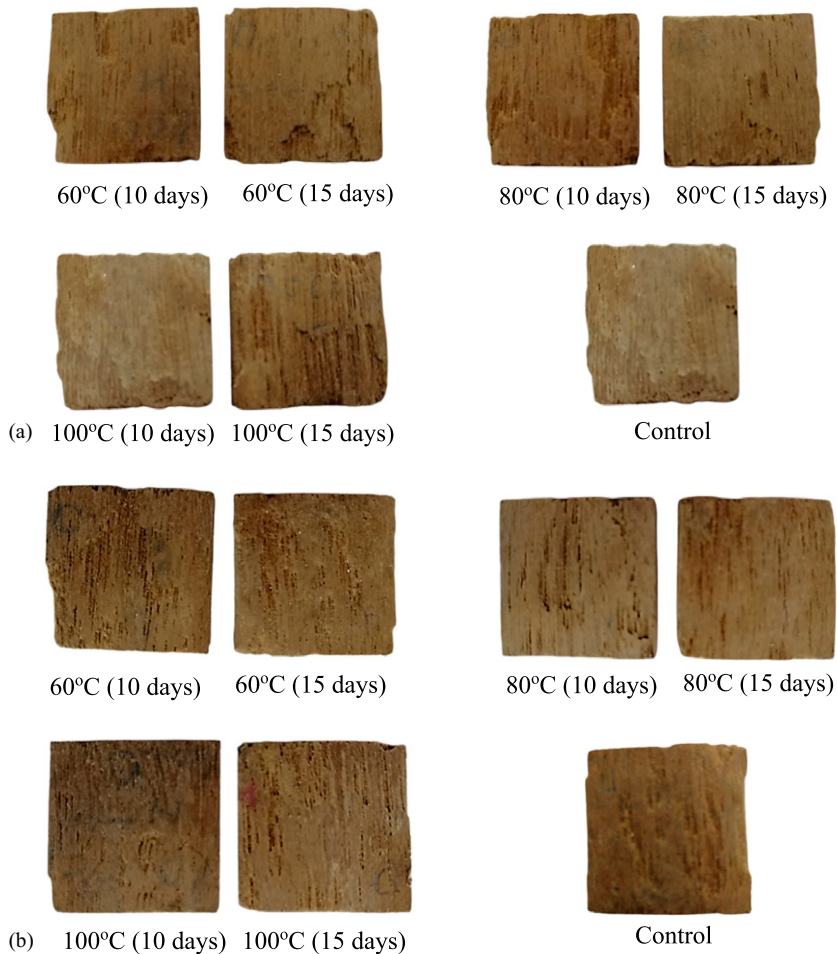 60ºC (10 days) 60ºC (15 days) 80ºC (10 days) 80ºC (15 days)
(a) 100ºC (10 days) 100ºC (15 days) Control
60ºC (10 days) 60ºC (15 days) 80ºC (10 days) 80ºC (15 days)
(b) 100ºC (10 days) 100ºC (15 days) Control